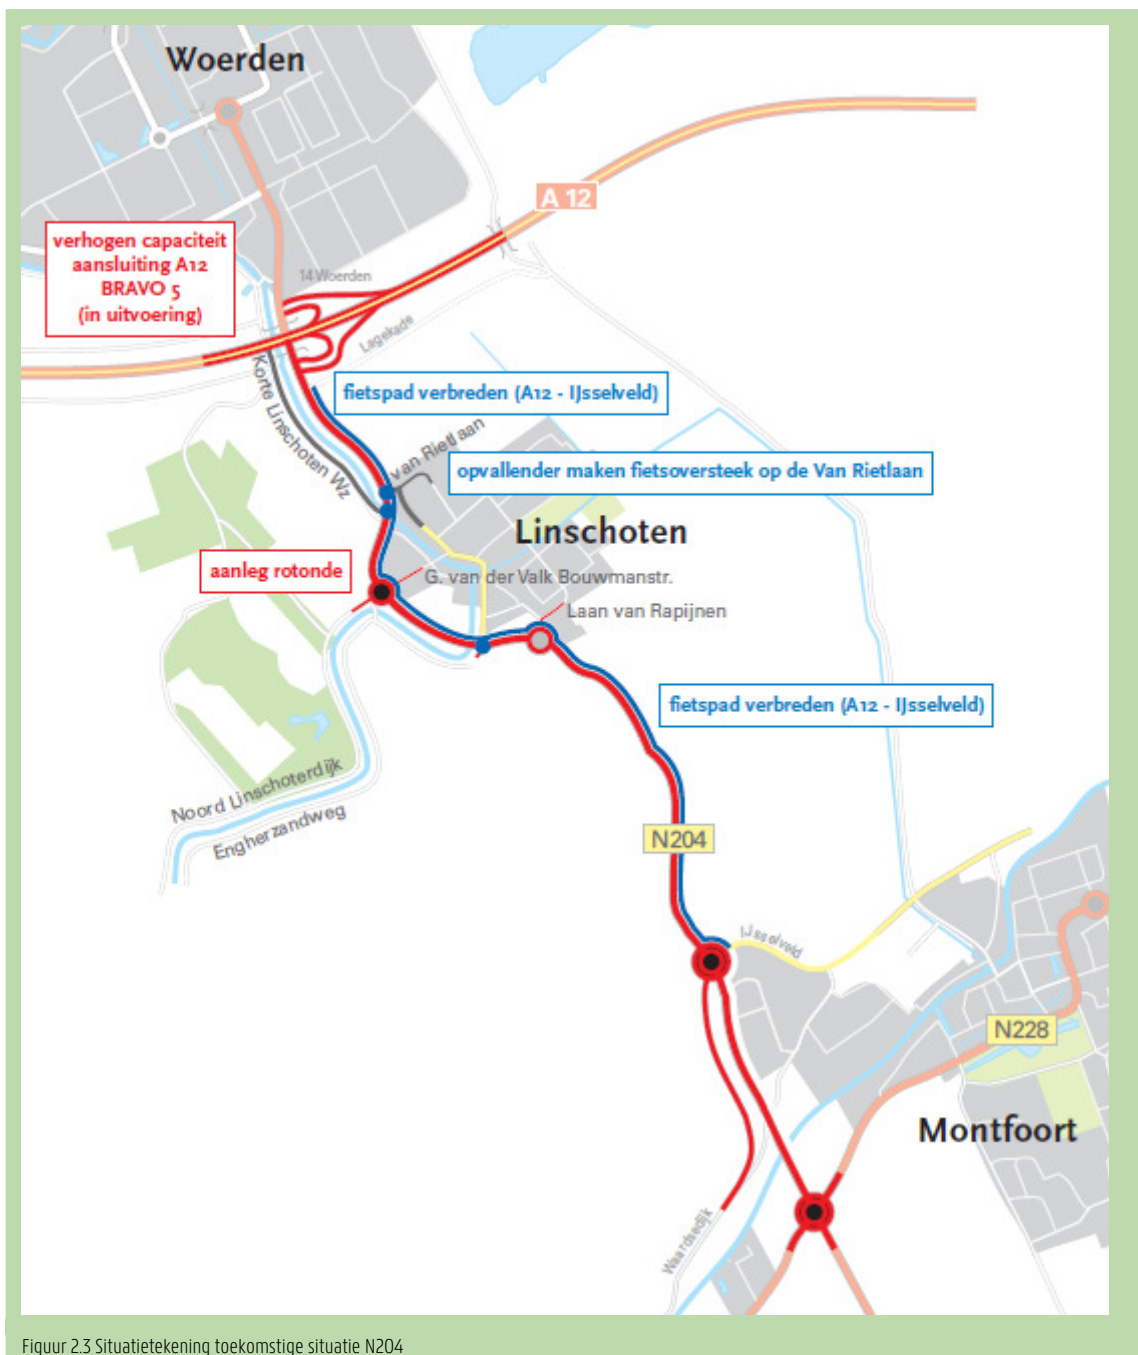 Woerden
A 12
verhogen capaciteit
aansluiting A12
BRAVO 5
(in uitvoering)
14 Woerden
Lagekade
Korte Linschoten Wz
fietspad verbreden (A12 - IJsselveld)
van Rietlaan
opvallender maken fietsoversteek op de Van Rietlaan
Linschoten
aanleg rotonde
G. van der Valk Bouwmanstr.
Laan van Rapijnen
fietspad verbreden (A12 - IJsselveld)
Noord Linschoterdijk
Engherzandweg
N204
IJsselveld
N228
Montfoort
Waardsedijk
Figuur 2.3 Situatietekening toekomstige situatie N204